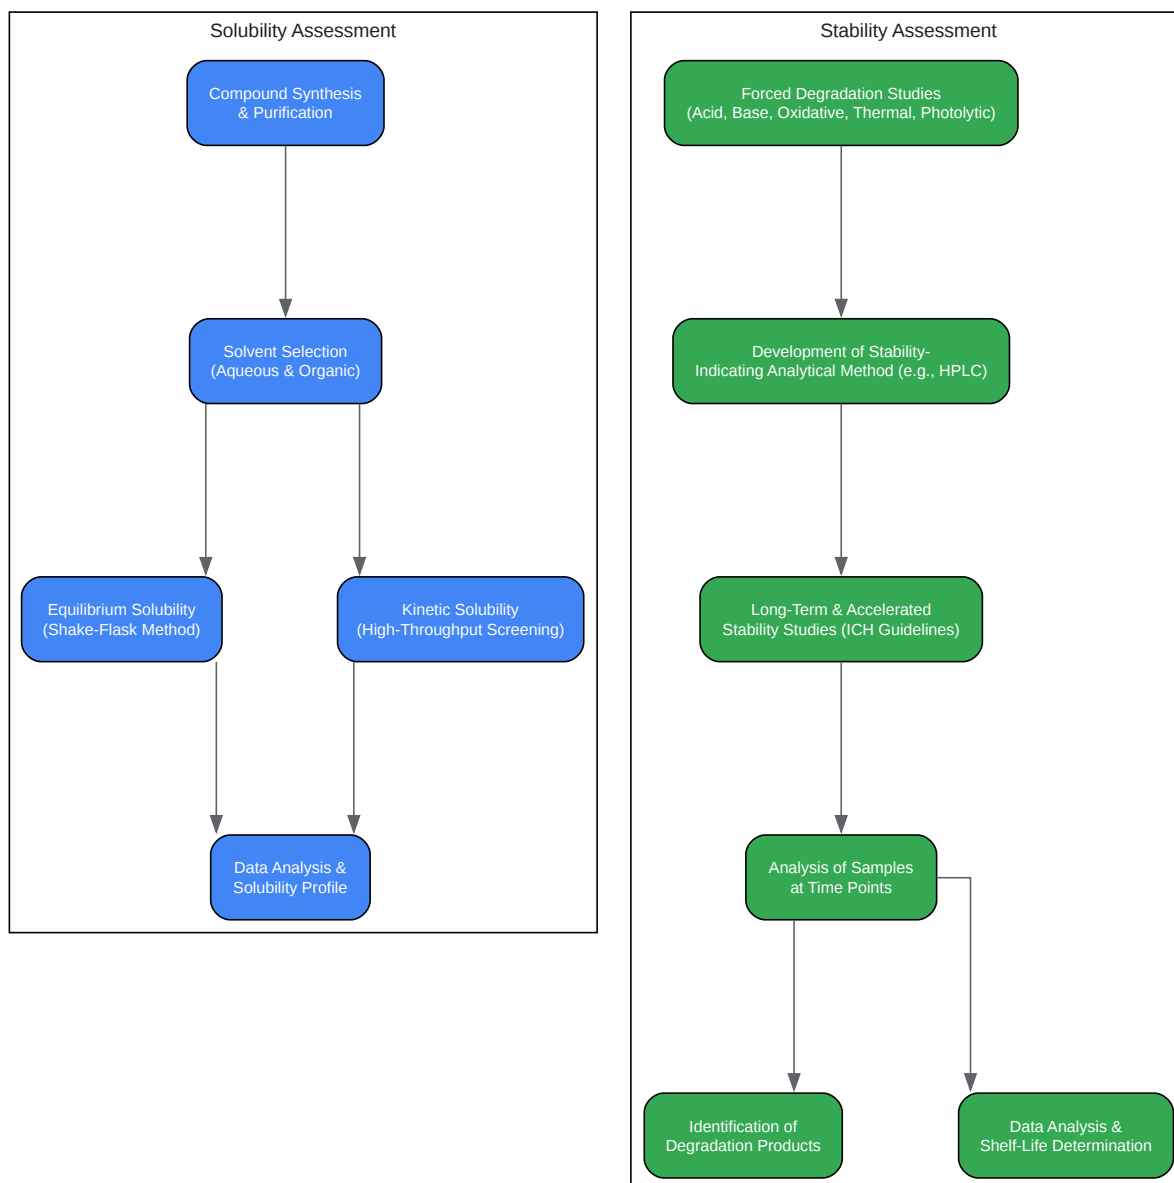 Solubility Assessment
Compound Synthesis
& Purification
Solvent Selection
(Aqueous & Organic)
Equilibrium Solubility
(Shake-Flask Method)
Kinetic Solubility
(High-Throughput Screening)
Data Analysis &
Solubility Profile
Stability Assessment
Forced Degradation Studies
(Acid, Base, Oxidative, Thermal, Photolytic)
Development of Stability-
Indicating Analytical Method (e.g., HPLC)
Long-Term & Accelerated
Stability Studies (ICH Guidelines)
Analysis of Samples
at Time Points
Identification of
Degradation Products
Data Analysis &
Shelf-Life Determination